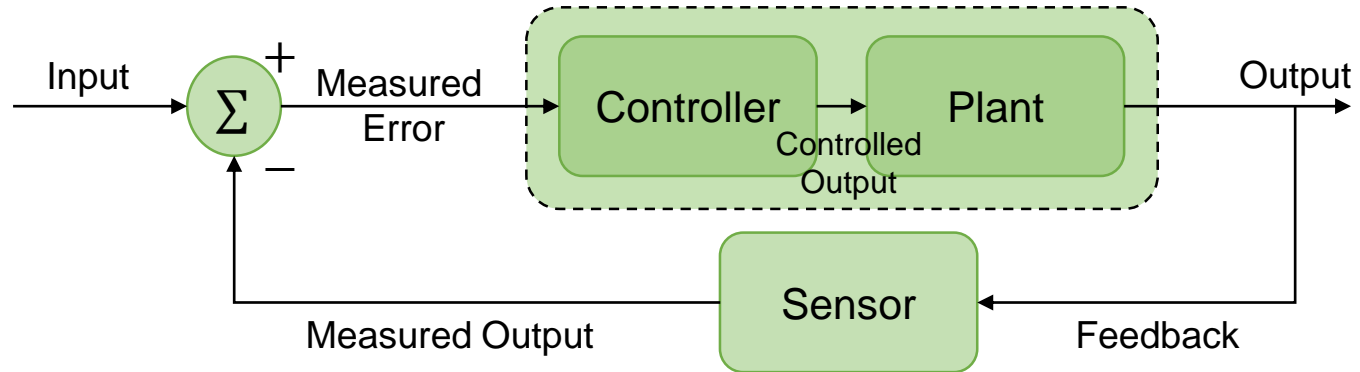 Input
+
Σ
−
Measured
Error
Controller
Controlled
Output
Plant
Output
Sensor
Measured Output
Feedback